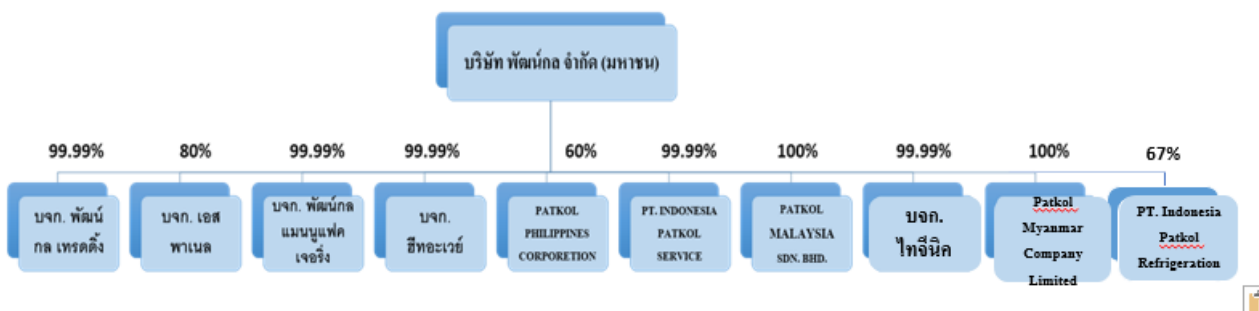 บริษัท พัฒน์กล จำกัด (มหาชน)
99.99%
80%
99.99%
99.99%
60%
99.99%
100%
99.99%
100%
67%
บจก. พัฒน์
กล เทรดดิ้ง
บจก. เอส
พาเนล
บจก. พัฒน์กล
แมนนูแฟค
เจอริ่ง
บจก.
ฮีทอะเวย์
PATKOL
PHILIPPINES
CORPORETION
PT. INDONESIA
PATKOL
SERVICE
PATKOL
MALAYSIA
SDN. BHD.
บจก.
ไทจีนิค
Patkol
Myanmar
Company
Limited
PT. Indonesia
Patkol
Refrigeration